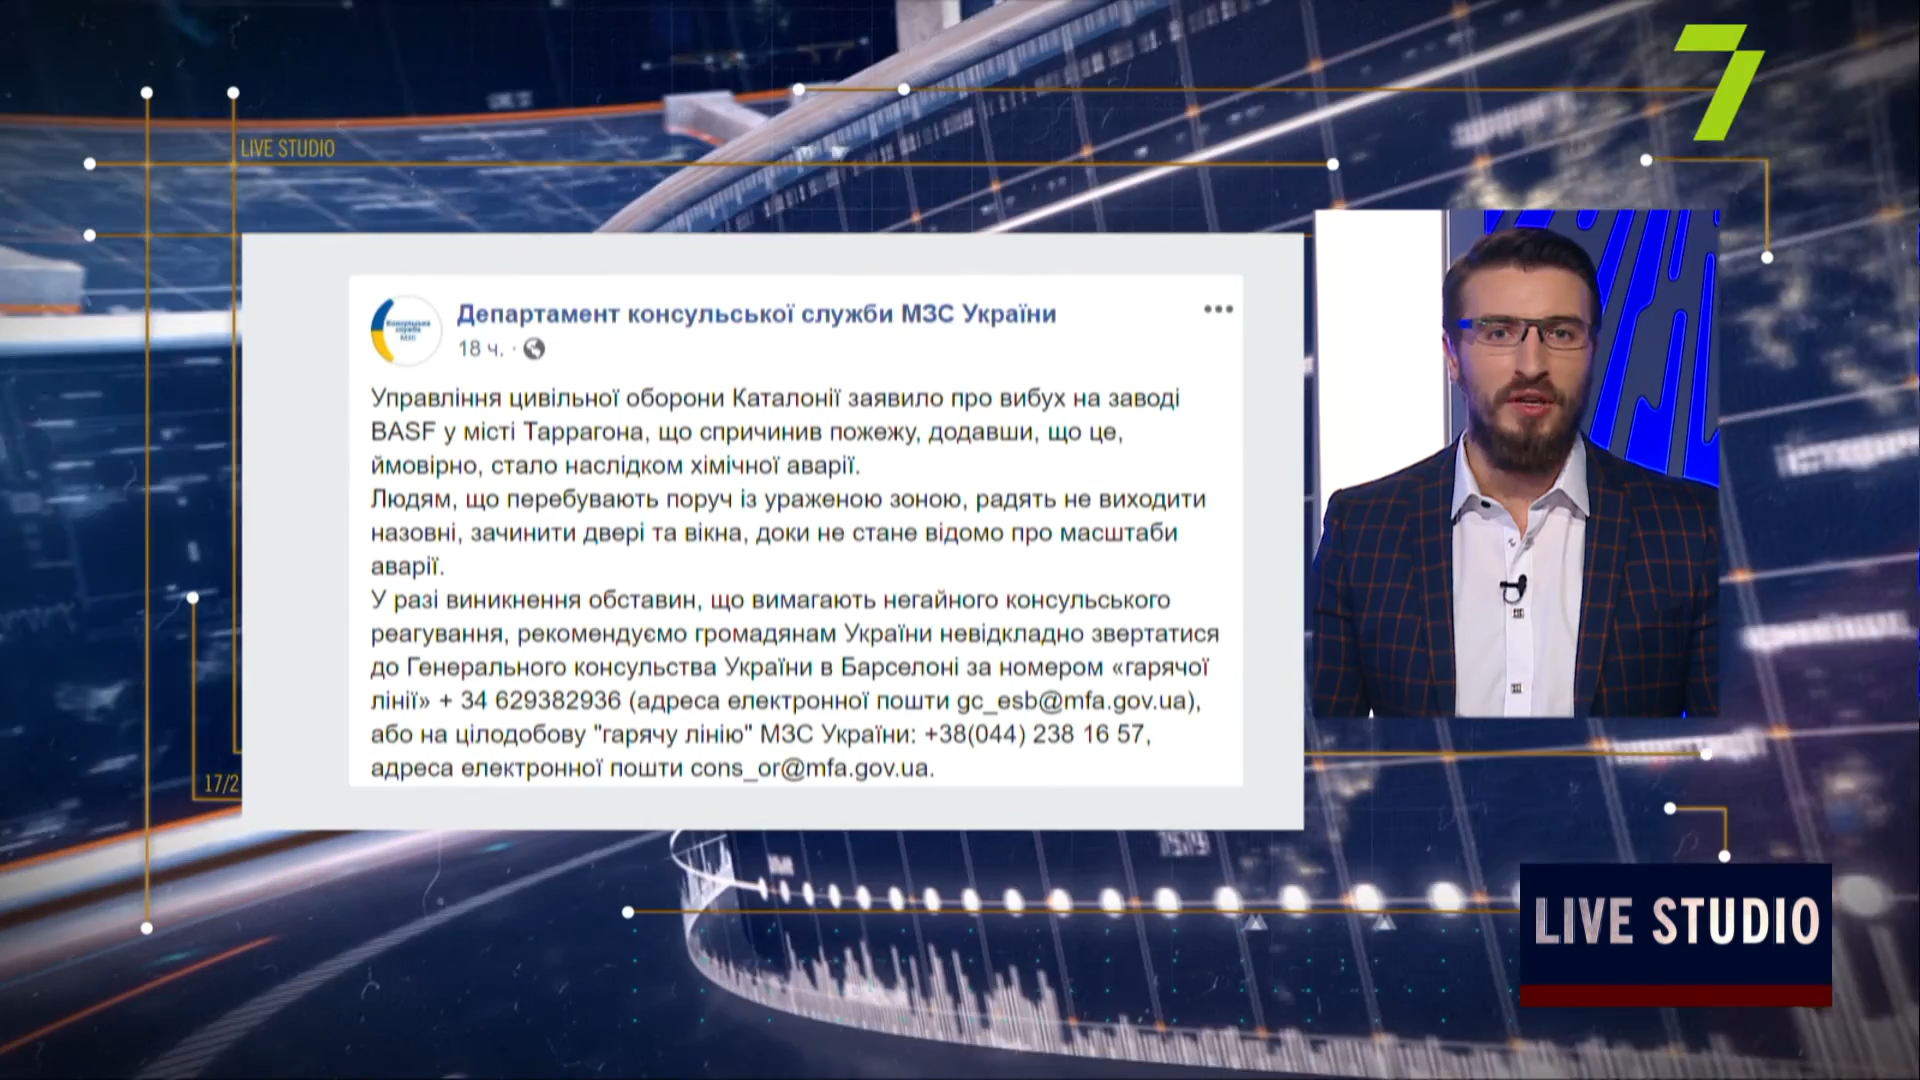 7
LIVE STUDIO
Департамент консульської служби МЗС України
18 ч. ·
Управління цивільної оборони Каталонії заявило про вибух на заводі
BASF у місті Таррагона, що спричинив пожежу, додавши, що це,
ймовірно, стало наслідком хімічної аварії.
Людям, що перебувають поруч із ураженою зоною, радять не виходити
назовні, зачинити двері та вікна, доки не стане відомо про масштаби
аварії.
У разі виникнення обставин, що вимагають негайного консульського
реагування, рекомендуємо громадянам України невідкладно звертатися
до Генерального консульства України в Барселоні за номером «гарячої
лінії» + 34 629382936 (адреса електронної пошти gc_esb@mfa.gov.ua),
або на цілодобову "гарячу лінію" МЗС України: +38(044) 238 16 57,
адреса електронної пошти cons_or@mfa.gov.ua.
17/2
LIVE STUDIO